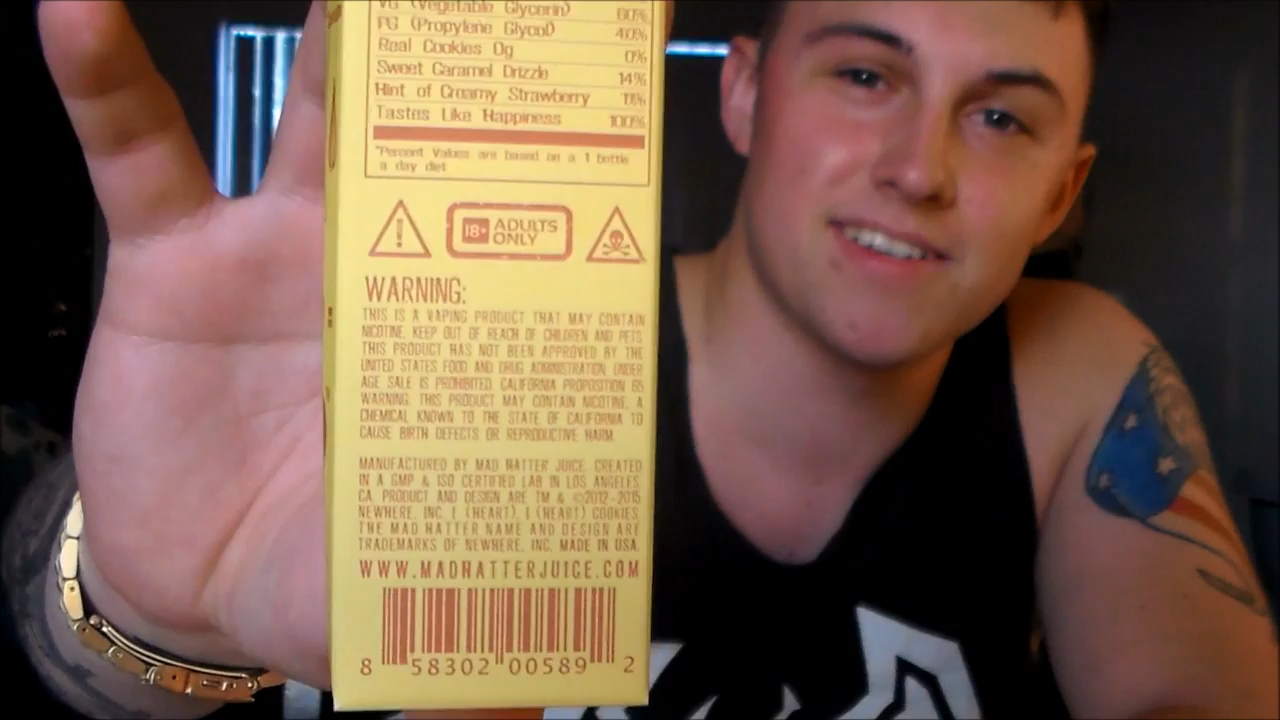 VG (Vegetable Glycerin) 60%
PG (Propylene Glycol) 40%
Real Cookies Og 0%
Sweet Caramel Drizzle 14%
Hint of Creamy Strawberry 11%
Tastes Like Happiness 100%
*Percent Values are based on a 1 bottle
a day diet
18+ ADULTS
ONLY
WARNING:
THIS IS A VAPING PRODUCT THAT MAY CONTAIN
NICOTINE. KEEP OUT OF REACH OF CHILDREN AND PETS.
THIS PRODUCT HAS NOT BEEN APPROVED BY THE
UNITED STATES FOOD AND DRUG ADMINISTRATION. UNDER
AGE SALE IS PROHIBITED. CALIFORNIA PROPOSITION 65
WARNING: THIS PRODUCT MAY CONTAIN NICOTINE, A
CHEMICAL KNOWN TO THE STATE OF CALIFORNIA TO
CAUSE BIRTH DEFECTS OR REPRODUCTIVE HARM.
MANUFACTURED BY MAD HATTER JUICE. CREATED
IN A GMP & ISO CERTIFIED LAB IN LOS ANGELES,
CA. PRODUCT AND DESIGN ARE TM & ©2012-2015
NEWHERE, INC. I (HEART), I (HEART) COOKIES,
THE MAD HATTER NAME AND DESIGN ARE
TRADEMARKS OF NEWHERE, INC. MADE IN USA.
WWW.MADHATTERJUICE.COM
8 58302 00589 2